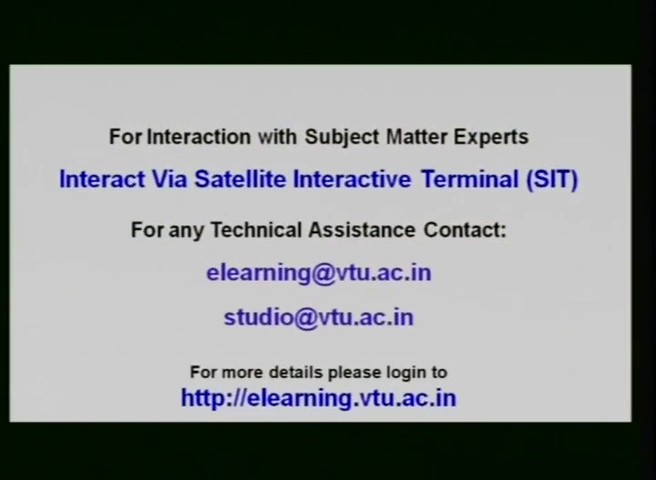 For Interaction with Subject Matter Experts
Interact Via Satellite Interactive Terminal (SIT)
For any Technical Assistance Contact:
elearning@vtu.ac.in
studio@vtu.ac.in
For more details please login to
http://elearning.vtu.ac.in